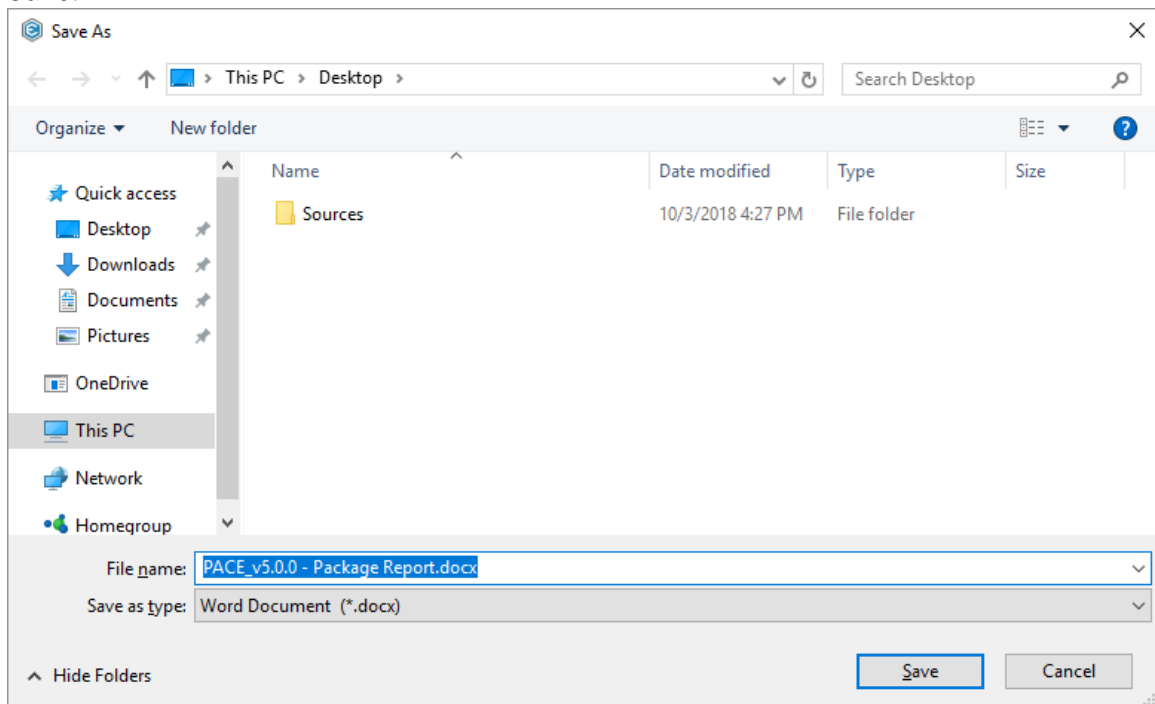 Save As
This PC > Desktop >
Search Desktop
Organize
New folder
?
Name
Date modified
Type
Size
Quick access
Sources
10/3/2018 4:27 PM
File folder
Desktop
Downloads
Documents
Pictures
OneDrive
This PC
Network
Homegroup
File name: PACE_v5.0.0 - Package Report.docx
Save as type: Word Document (*.docx)
Hide Folders
Save
Cancel